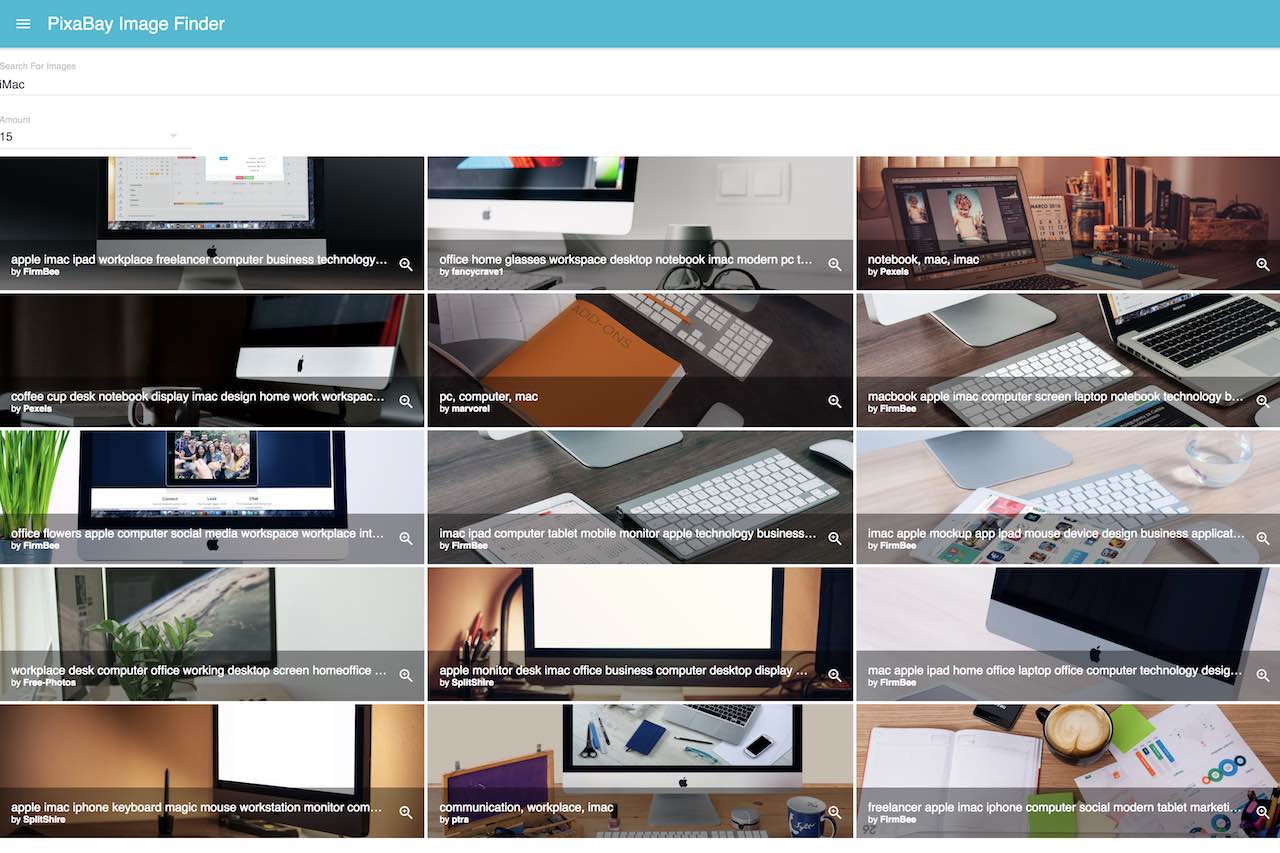 PixaBay Image Finder
Search For Images
iMac
Amount
15
apple imac ipad workplace freelancer computer business technology...
by FirmBee
office home glasses workspace desktop notebook imac modern pc t...
by fancycrave1
MARCO 2016
notebook, mac, imac
by Pexels
coffee cup desk notebook display imac design home work workspac...
by Pexels
ADD-ONS
pc, computer, mac
by marvorel
macbook apple imac computer screen laptop notebook technology b...
by FirmBee
Connect Look Chat
office flowers apple computer social media workspace workplace int...
by FirmBee
imac ipad computer tablet mobile monitor apple technology business...
by FirmBee
imac apple mockup app ipad mouse device design business applicat...
by FirmBee
workplace desk computer office working desktop screen homeoffice ...
by Free-Photos
apple monitor desk imac office business computer desktop display ...
by SplitShire
mac apple ipad home office laptop office computer technology desig...
by FirmBee
apple imac iphone keyboard magic mouse workstation monitor com...
by SplitShire
communication, workplace, imac
by ptra
freelancer apple imac iphone computer social modern tablet marketi...
by FirmBee
26